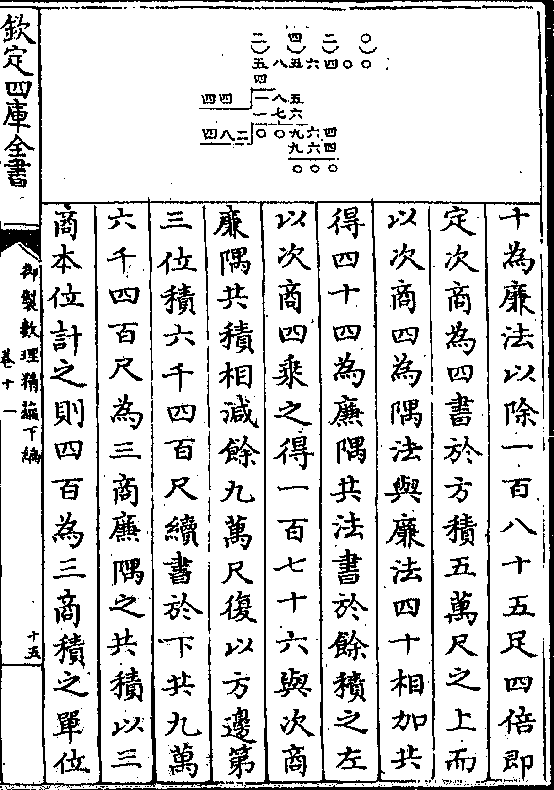 二 四 二 ○
五八五六四○○
四
四四 一八五
一七六
四八二 ○○九六四
九六四
○○○
十為廉法以除一百八十五足四倍即
定次商為四書於方積五萬尺之上而
以次商四為隅法與廉法四十相加共
得四十四為廉隅共法書於餘積之左
以次商四乘之得一百七十六與次商
廉隅共積相減餘九萬尺復以方邊第
三位積六千四百尺續書於下共九萬
六千四百尺為三商廉隅之共積以三
商本位計之則四百為三商積之單位
欽定四庫全書
御製數理精蘊下編
卷十一
十五